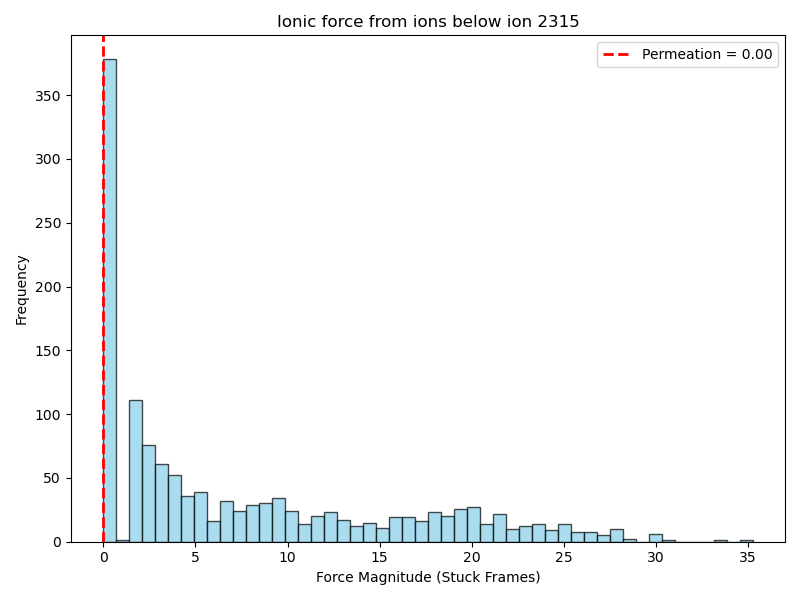 Ionic force from ions below ion 2315
Permeation = 0.00
Frequency
350
300
250
200
150
100
50
0
0 5 10 15 20 25 30 35
Force Magnitude (Stuck Frames)